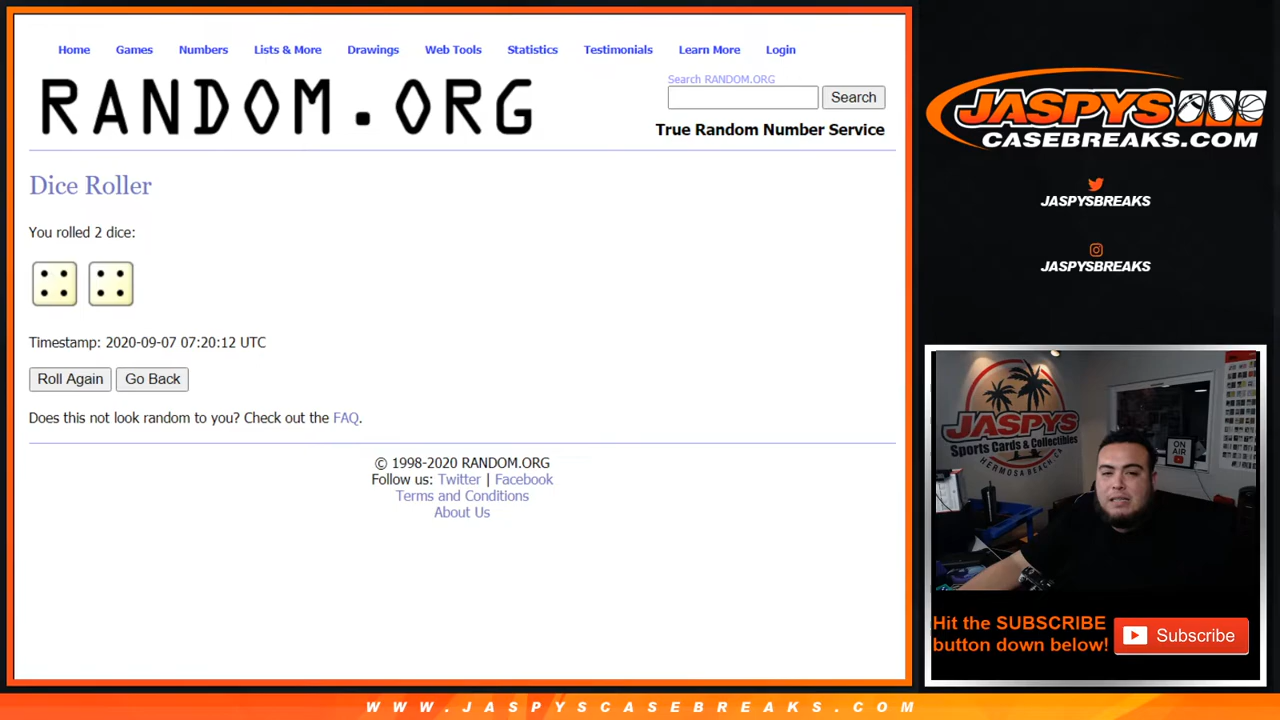 Home Games Numbers Lists & More Drawings Web Tools Statistics Testimonials Learn More Login
RANDOM.ORG
Search RANDOM.ORG
Search
True Random Number Service
Dice Roller
You rolled 2 dice:
Timestamp: 2020-09-07 07:20:12 UTC
Roll Again Go Back
Does this not look random to you? Check out the FAQ.
© 1998-2020 RANDOM.ORG
Follow us: Twitter | Facebook
Terms and Conditions
About Us
JASPYS
CASEBREAKS.COM
JASPYSBREAKS
JASPYSBREAKS
JASPYS
Sports Cards & Collectibles
HERMOSA BEACH, CA
ON
AIR
Hit the SUBSCRIBE
button down below!
Subscribe
WWW.JASPYSCASEBREAKS.COM